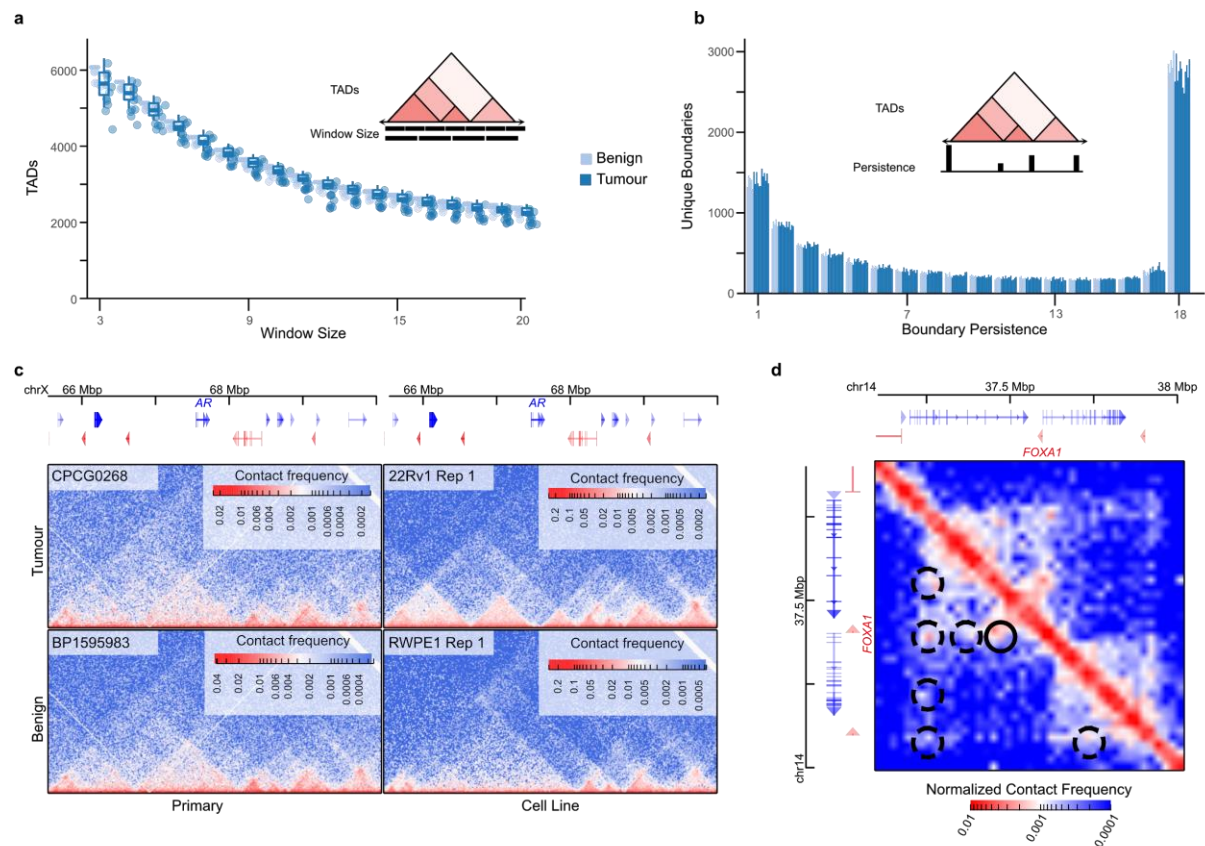 a
6000
4000
2000
0
TADs
3
9
15
20
Window Size
TADs
Window Size
Benign
Tumour
b
3000
2000
1000
0
Unique Boundaries
1
7
13
18
Boundary Persistence
TADs
Persistence
c
chrX 66 Mbp 68 Mbp 66 Mbp 68 Mbp
AR AR
Tumour
CPCG0268
Contact frequency
0.02 0.01 0.006 0.004 0.002 0.001 0.0006 0.0004 0.0002
22Rv1 Rep 1
Contact frequency
0.2 0.1 0.05 0.02 0.01 0.005 0.002 0.001 0.0005 0.0002
Benign
BP1595983
Contact frequency
0.04 0.02 0.01 0.006 0.004 0.002 0.001 0.0004
RWPE1 Rep 1
Contact frequency
0.2 0.1 0.05 0.02 0.01 0.005 0.002 0.001 0.0005
Primary Cell Line
d
chr14 37.5 Mbp 38 Mbp
FOXA1
37.5 Mbp
FOXA1
chr14
Normalized Contact Frequency
0.01 0.001 0.0001